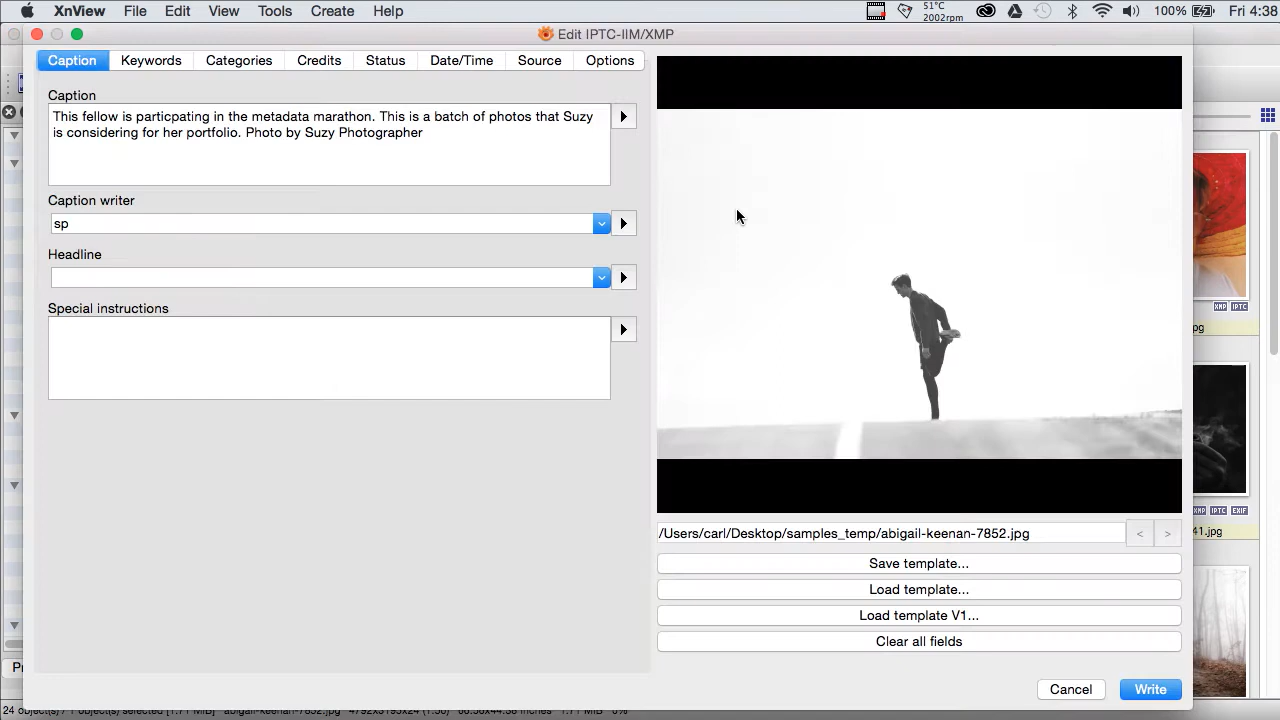 XnView File Edit View Tools Create Help
51°C
2002rpm
100%
Fri 4:38
Edit IPTC-IIM/XMP
Caption Keywords Categories Credits Status Date/Time Source Options
Caption
This fellow is particpating in the metadata marathon. This is a batch of photos that Suzy
is considering for her portfolio. Photo by Suzy Photographer
Caption writer
sp
Headline
Special instructions
/Users/carl/Desktop/samples_temp/abigail-keenan-7852.jpg
< >
Save template...
Load template...
Load template V1...
Clear all fields
Cancel Write
XMP IPTC
pg
XMP IPTC EXIF
41.jpg